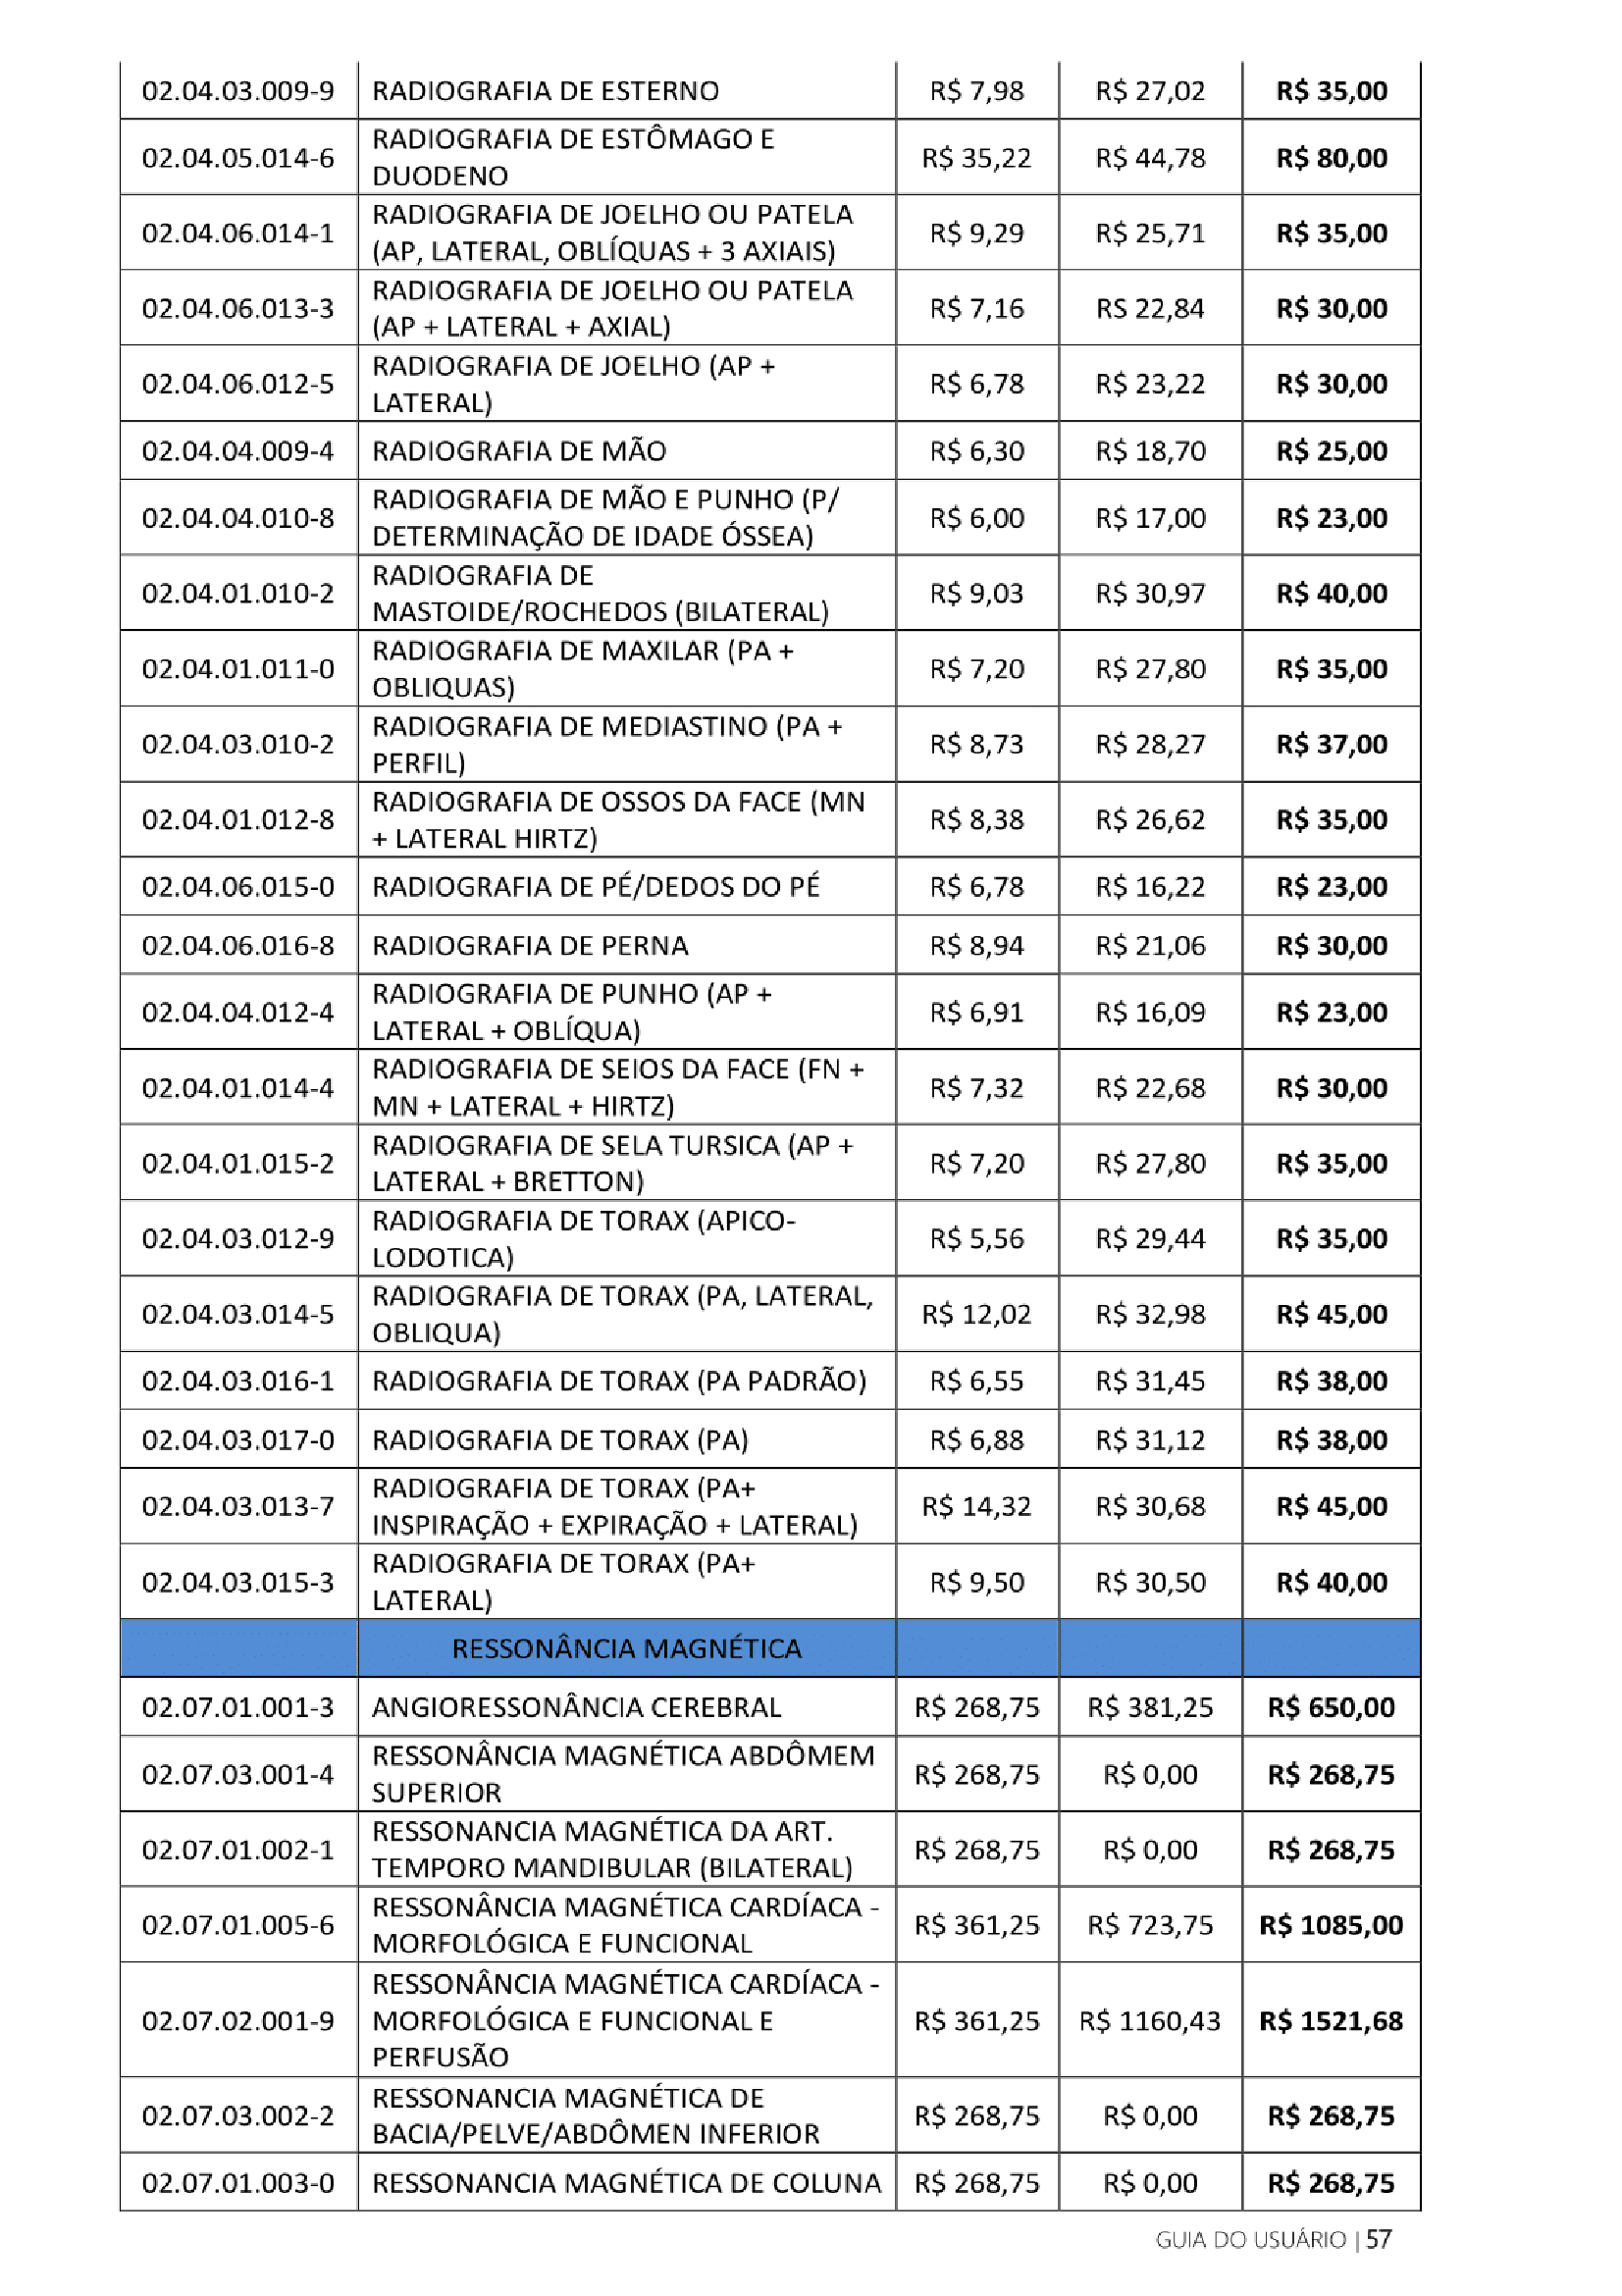 02.04.03.009-9 RADIOGRAFIA DE ESTERNO R$ 7,98 R$ 27,02 R$ 35,00
RADIOGRAFIA DE ESTÔMAGO E
02.04.05.014-6 R$ 35,22 R$ 44,78 R$ 80,00
DUODENO
RADIOGRAFIA DE JOELHO OU PATELA
02.04.06.014-1 R$ 9,29 R$ 25,71 R$ 35,00
(AP, LATERAL, OBLÍQUAS + 3 AXIAIS)
RADIOGRAFIA DE JOELHO OU PATELA
02.04.06.013-3 R$ 7,16 RS 22,84 R$ 30,00
(AP + LATERAL + AXIAL)
RADIOGRAFIA DE JOELHO (AP +
02.04.06.012-5 R$ 6,78 R$ 23,22 R$ 30,00
LATERAL)
02.04.04.009-4 RADIOGRAFIA DE MÃO R$ 6,30 R$ 18,70 R$ 25,00
RADIOGRAFIA DE MÃO E PUNHO (P/
02.04.04.010-8 R$ 6,00 R$ 17,00 R$ 23,00
DETERMINAÇÃO DE IDADE ÓSSEA)
RADIOGRAFIA DE
02.04.01.010-2 R$ 9,03 R$ 30,97 R$ 40,00
MASTOIDE/ROCHEDOS (BILATERAL)
RADIOGRAFIA DE MAXILAR (PA +
02.04.01.011-0 R$ 7,20 R$ 27,80 R$ 35,00
OBLIQUAS)
RADIOGRAFIA DE MEDIASTINO (PA +
02.04.03.010-2 R$ 8,73 R$ 28,27 R$ 37,00
PERFIL)
RADIOGRAFIA DE OSSOS DA FACE (MN
02.04.01.012-8 R$ 8,38 R$ 26,62 R$ 35,00
+ LATERAL HIRTZ)
02.04.06.015-0 RADIOGRAFIA DE PÉ/DEDOS DO PÉ R$ 6,78 R$ 16,22 R$ 23,00
02.04.06.016-8 RADIOGRAFIA DE PERNA R$ 8,94 R$ 21,06 R$ 30,00
RADIOGRAFIA DE PUNHO (AP +
02.04.04.012-4 R$ 6,91 R$ 16,09 R$ 23,00
LATERAL + OBLÍQUA)
RADIOGRAFIA DE SEIOS DA FACE (FN +
02.04.01.014-4 R$ 7,32 R$ 22,68 R$ 30,00
MN + LATERAL + HIRTZ)
RADIOGRAFIA DE SELA TURSICA (AP +
02.04.01.015-2 R$ 7,20 R$ 27,80 R$ 35,00
LATERAL + BRETTON)
RADIOGRAFIA DE TORAX (APICO-
02.04.03.012-9 R$ 5,56 R$ 29,44 R$ 35,00
LODOTICA)
RADIOGRAFIA DE TORAX (PA, LATERAL,
02.04.03.014-5 R$ 12,02 R$ 32,98 R$ 45,00
OBLIQUA)
02.04.03.016-1 RADIOGRAFIA DE TORAX (PA PADRÃO) R$ 6,55 R$ 31,45 R$ 38,00
02.04.03.017-0 RADIOGRAFIA DE TORAX (PA) R$ 6,88 R$ 31,12 R$ 38,00
RADIOGRAFIA DE TORAX (PA+
02.04.03.013-7 R$ 14,32 R$ 30,68 R$ 45,00
INSPIRAÇÃO + EXPIRAÇÃO + LATERAL)
RADIOGRAFIA DE TORAX (PA+
02.04.03.015-3 R$ 9,50 R$ 30,50 R$ 40,00
LATERAL)
RESSONÂNCIA MAGNÉTICA
02.07.01.001-3 ANGIORESSONÂNCIA CEREBRAL R$ 268,75 R$ 381,25 R$ 650,00
RESSONÂNCIA MAGNÉTICA ABDÔMEM
02.07.03.001-4 R$ 268,75 R$ 0,00 R$ 268,75
SUPERIOR
RESSONANCIA MAGNÉTICA DA ART.
02.07.01.002-1 R$ 268,75 R$ 0,00 R$ 268,75
TEMPORO MANDIBULAR (BILATERAL)
RESSONÂNCIA MAGNÉTICA CARDÍACA -
02.07.01.005-6 R$ 361,25 R$ 723,75 R$ 1085,00
MORFOLÓGICA E FUNCIONAL
RESSONÂNCIA MAGNÉTICA CARDÍACA -
02.07.02.001-9 MORFOLÓGICA E FUNCIONAL E R$ 361,25 R$ 1160,43 R$ 1521,68
PERFUSÃO
RESSONANCIA MAGNÉTICA DE
02.07.03.002-2 R$ 268,75 R$ 0,00 R$ 268,75
BACIA/PELVE/ABDÔMEN INFERIOR
02.07.01.003-0 RESSONANCIA MAGNÉTICA DE COLUNA R$ 268,75 R$ 0,00 R$ 268,75
GUIA DO USUÁRIO | 57